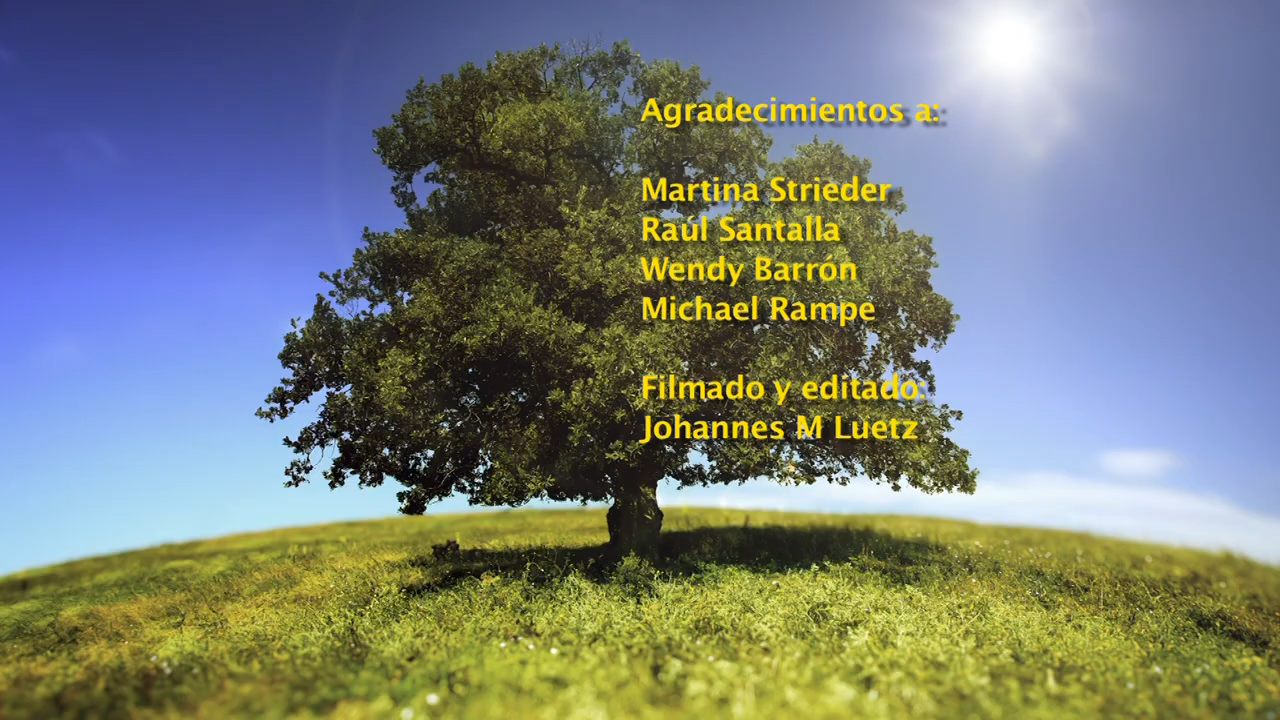 Agradecimientos a:
Martina Strieder
Raúl Santalla
Wendy Barrón
Michael Rampe
Filmado y editado:
Johannes M Luetz